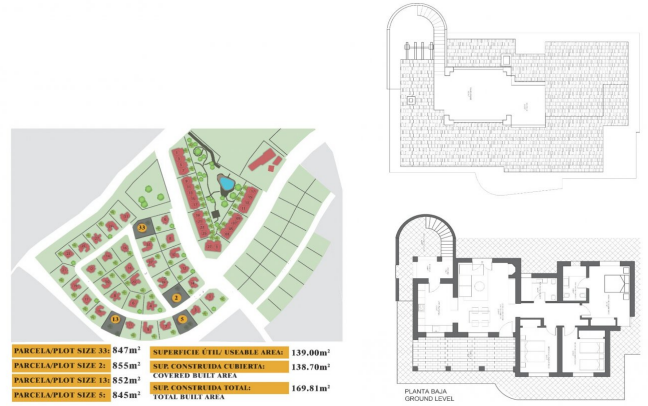 33
2
13
5
PARCELA/PLOT SIZE 33: 847m²
PARCELA/PLOT SIZE 2: 855m²
PARCELA/PLOT SIZE 13: 852m²
PARCELA/PLOT SIZE 5: 845m²
SUPERFICIE ÚTIL/ USEABLE AREA: 139.00m²
SUP. CONSTRUIDA CUBIERTA: 138.70m²
COVERED BUILT AREA
SUP. CONSTRUIDA TOTAL: 169.81m²
TOTAL BUILT AREA
PLANTA BAJA
GROUND LEVEL